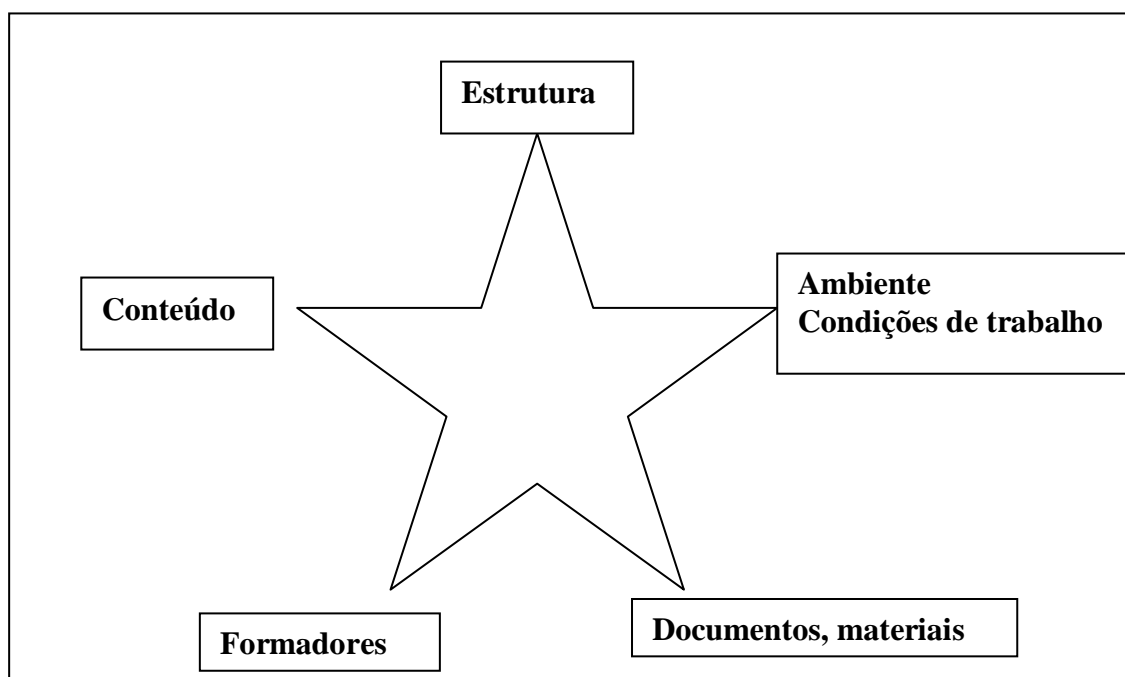 Estrutura
Conteúdo
Ambiente
Condições de trabalho
Formadores
Documentos, materiais